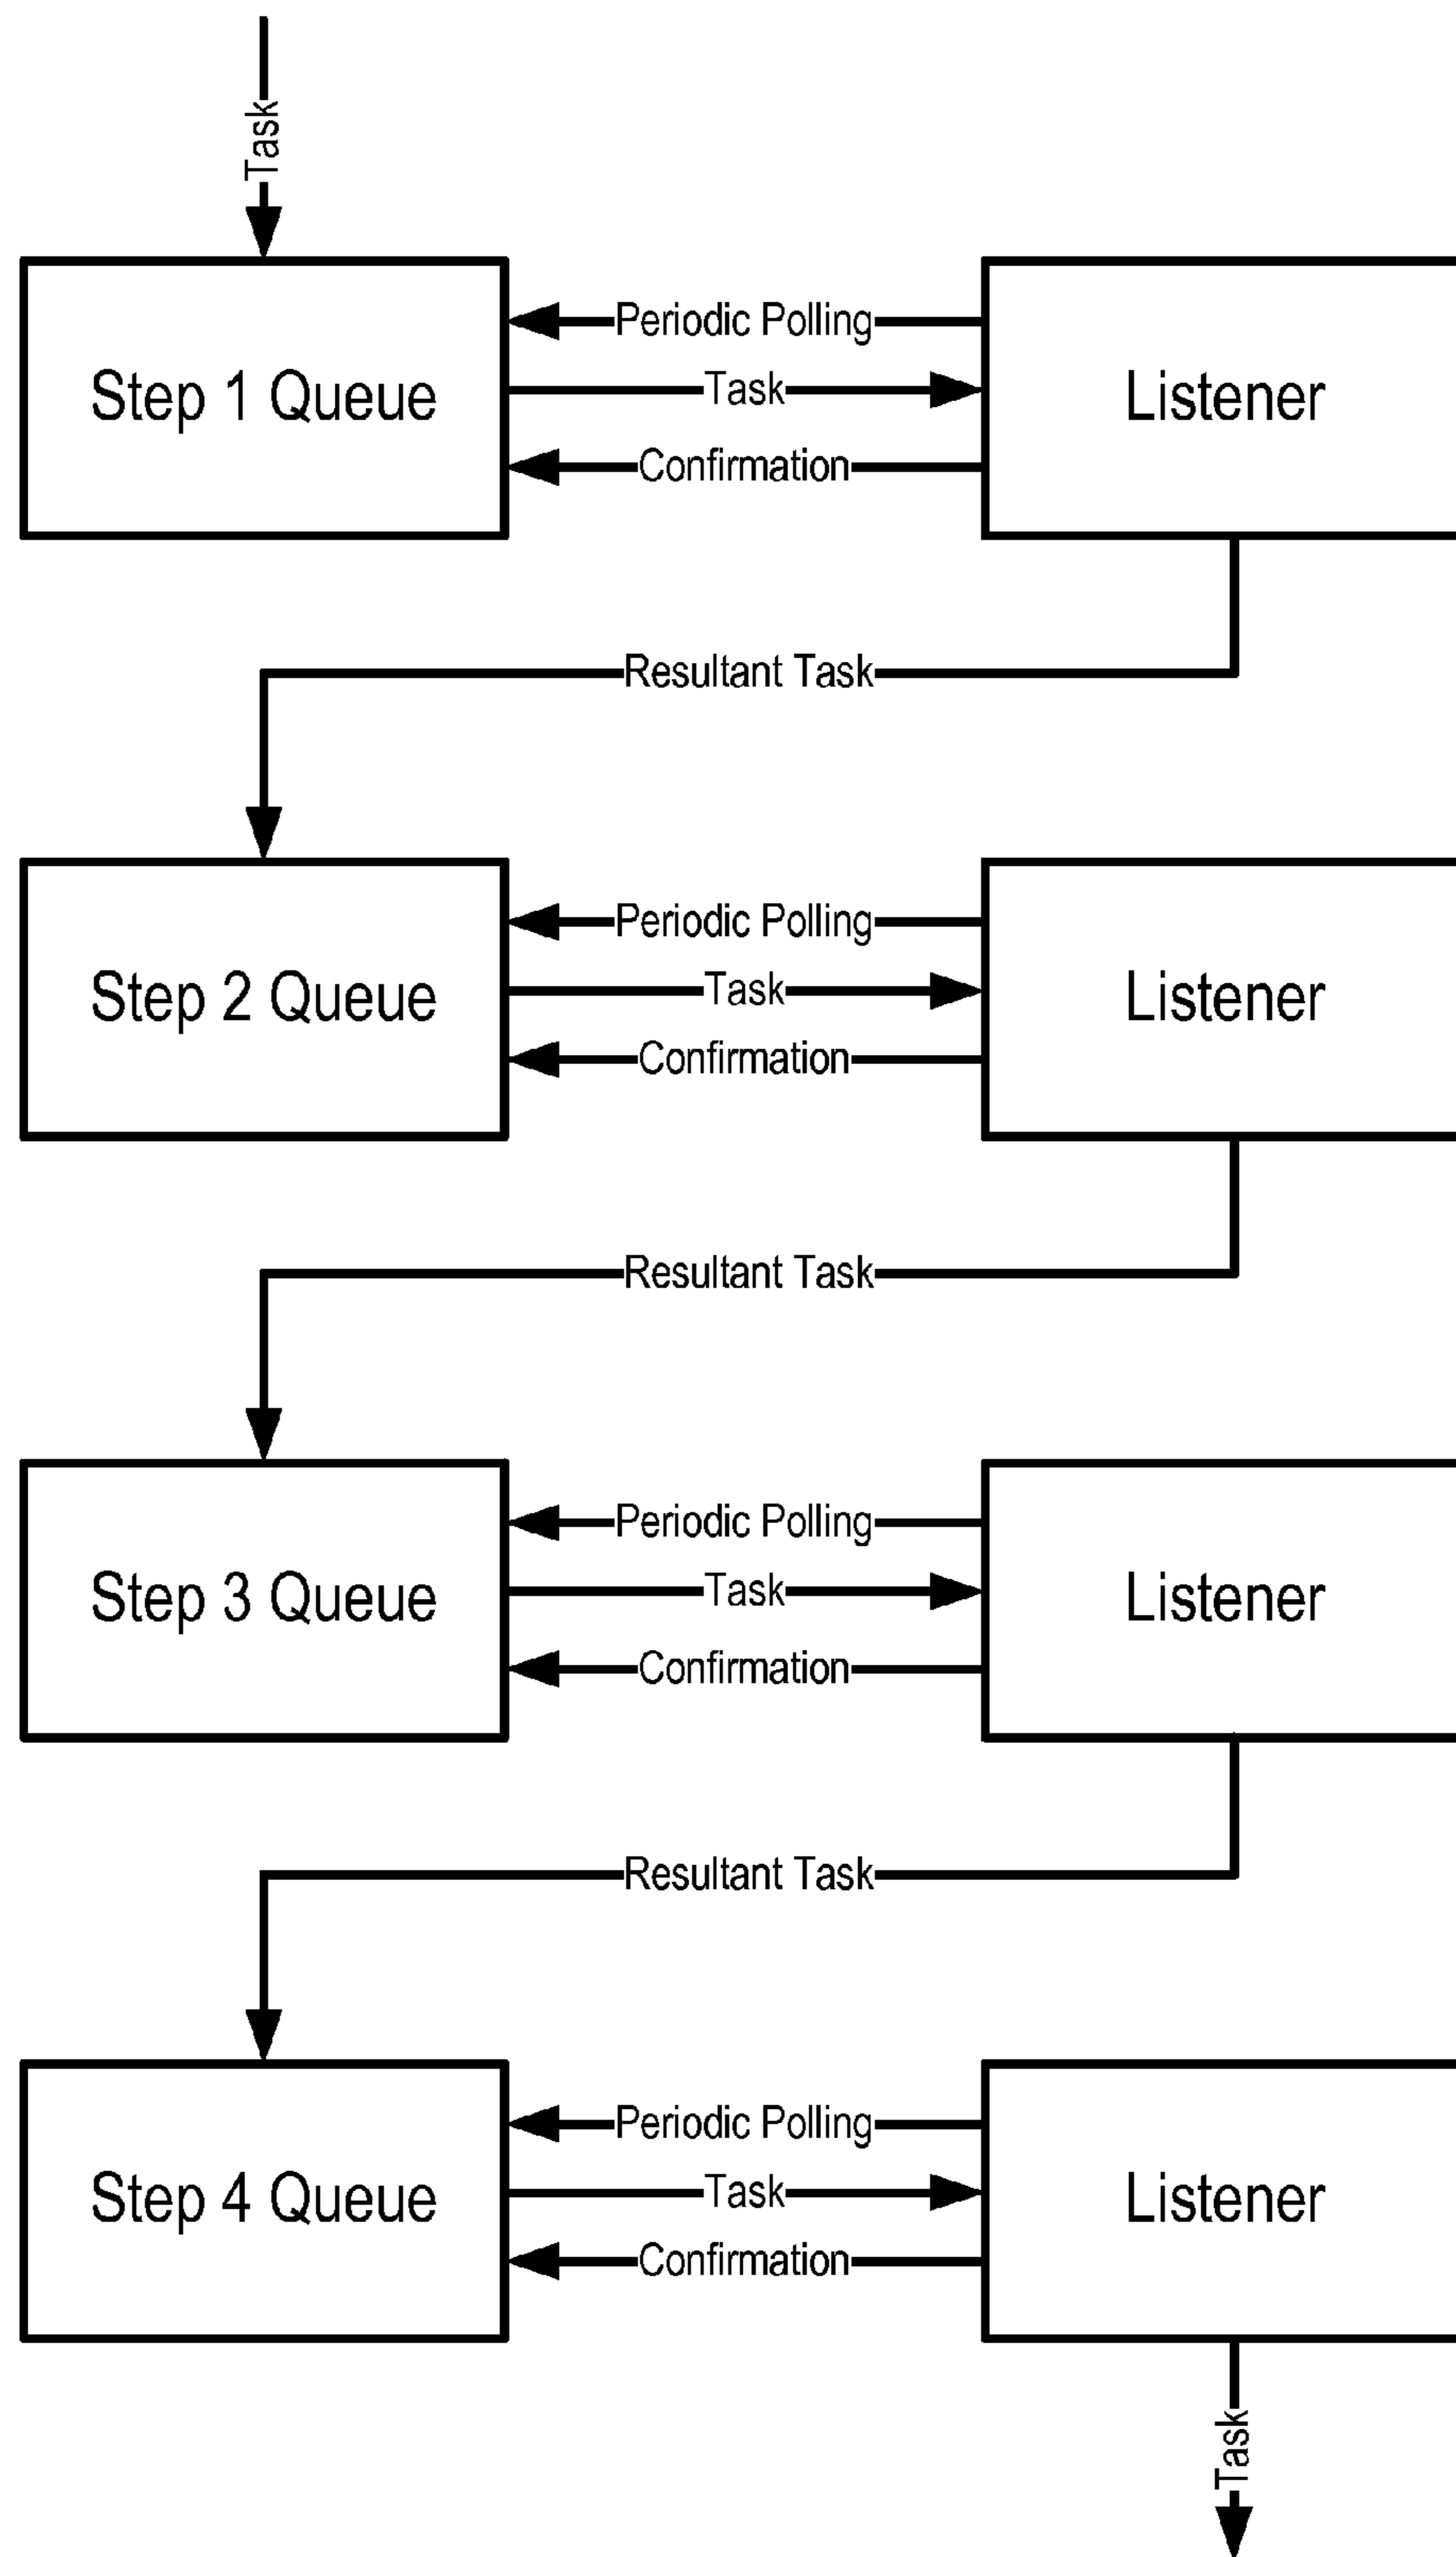 Task
Periodic Polling
Step 1 Queue
Task
Listener
Confirmation
Resultant Task
Periodic Polling
Step 2 Queue
Task
Listener
Confirmation
Resultant Task
Periodic Polling
Step 3 Queue
Task
Listener
Confirmation
Resultant Task
Periodic Polling
Step 4 Queue
Task
Listener
Confirmation
Task